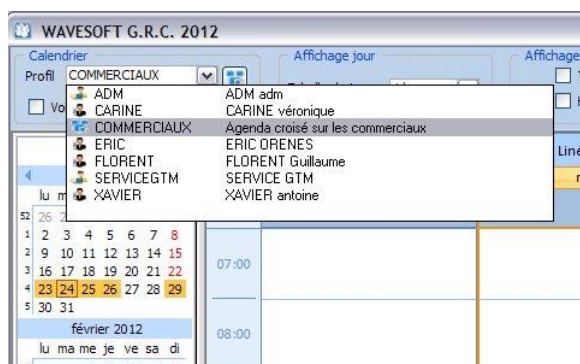 WAVESOFT G.R.C. 2012
Calendrier
Affichage jour
Affichage
Profil COMMERCIAUX
ADM ADM adm
CARINE CARINE véronique
COMMERCIAUX Agenda croisé sur les commerciaux
ERIC ERIC ORENES
FLORENT FLORENT Guillaume
SERVICEGTM SERVICE GTM
XAVIER XAVIER antoine
lu
52 26
1 2 3 4 5 6 7 8
2 9 10 11 12 13 14 15
3 16 17 18 19 20 21 22
4 23 24 25 26 27 28 29
5 30 31
février 2012
lu ma me je ve sa di
07:00
08:00